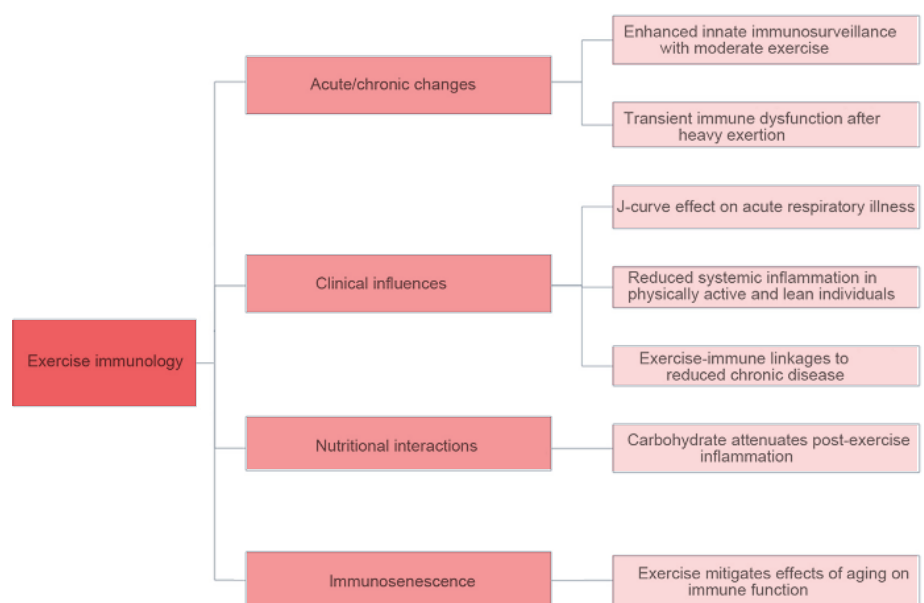 Exercise immunology
Acute/chronic changes
Enhanced innate immunosurveillance
with moderate exercise
Transient immune dysfunction after
heavy exertion
Clinical influences
J-curve effect on acute respiratory illness
Reduced systemic inflammation in
physically active and lean individuals
Exercise-immune linkages to
reduced chronic disease
Nutritional interactions
Carbohydrate attenuates post-exercise
inflammation
Immunosenescence
Exercise mitigates effects of aging on
immune function